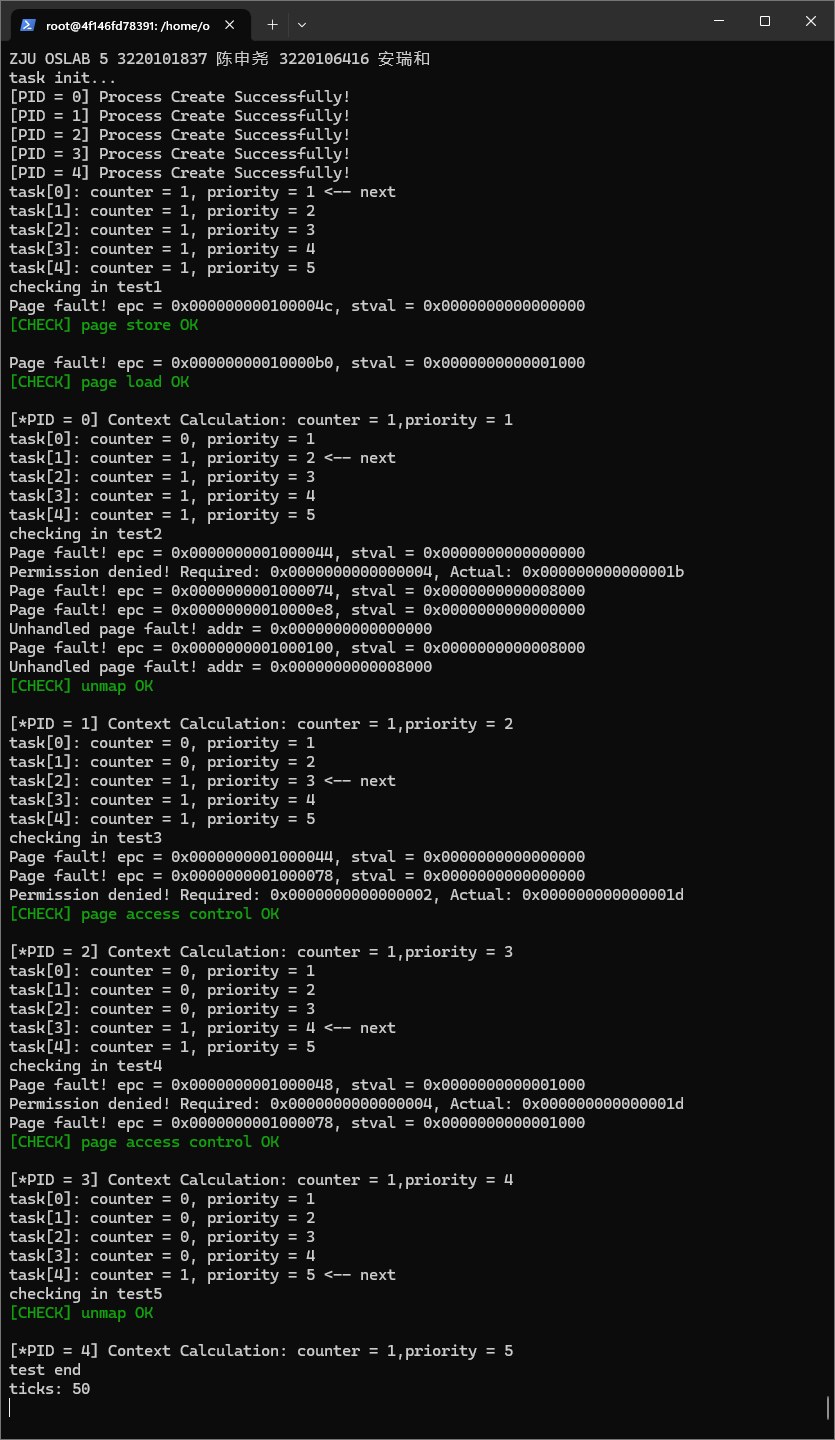 root@4f146fd78391: /home/o
ZJU OSLAB 5 3220101837 陈申尧 3220106416 安瑞和
task init...
[PID = 0] Process Create Successfully!
[PID = 1] Process Create Successfully!
[PID = 2] Process Create Successfully!
[PID = 3] Process Create Successfully!
[PID = 4] Process Create Successfully!
task[0]: counter = 1, priority = 1 <-- next
task[1]: counter = 1, priority = 2
task[2]: counter = 1, priority = 3
task[3]: counter = 1, priority = 4
task[4]: counter = 1, priority = 5
checking in test1
Page fault! epc = 0x000000000100004c, stval = 0x0000000000000000
[CHECK] page store OK
Page fault! epc = 0x00000000010000b0, stval = 0x0000000000001000
[CHECK] page load OK
[*PID = 0] Context Calculation: counter = 1,priority = 1
task[0]: counter = 0, priority = 1
task[1]: counter = 1, priority = 2 <-- next
task[2]: counter = 1, priority = 3
task[3]: counter = 1, priority = 4
task[4]: counter = 1, priority = 5
checking in test2
Page fault! epc = 0x0000000001000044, stval = 0x0000000000000000
Permission denied! Required: 0x0000000000000004, Actual: 0x000000000000001b
Page fault! epc = 0x0000000001000074, stval = 0x0000000000008000
Page fault! epc = 0x00000000010000e8, stval = 0x0000000000000000
Unhandled page fault! addr = 0x0000000000000000
Page fault! epc = 0x0000000001000100, stval = 0x0000000000008000
Unhandled page fault! addr = 0x0000000000008000
[CHECK] unmap OK
[*PID = 1] Context Calculation: counter = 1,priority = 2
task[0]: counter = 0, priority = 1
task[1]: counter = 0, priority = 2
task[2]: counter = 1, priority = 3 <-- next
task[3]: counter = 1, priority = 4
task[4]: counter = 1, priority = 5
checking in test3
Page fault! epc = 0x0000000001000044, stval = 0x0000000000000000
Page fault! epc = 0x0000000001000078, stval = 0x0000000000000000
Permission denied! Required: 0x0000000000000002, Actual: 0x000000000000001d
[CHECK] page access control OK
[*PID = 2] Context Calculation: counter = 1,priority = 3
task[0]: counter = 0, priority = 1
task[1]: counter = 0, priority = 2
task[2]: counter = 0, priority = 3
task[3]: counter = 1, priority = 4 <-- next
task[4]: counter = 1, priority = 5
checking in test4
Page fault! epc = 0x0000000001000048, stval = 0x0000000000001000
Permission denied! Required: 0x0000000000000004, Actual: 0x000000000000001d
Page fault! epc = 0x0000000001000078, stval = 0x0000000000001000
[CHECK] page access control OK
[*PID = 3] Context Calculation: counter = 1,priority = 4
task[0]: counter = 0, priority = 1
task[1]: counter = 0, priority = 2
task[2]: counter = 0, priority = 3
task[3]: counter = 0, priority = 4
task[4]: counter = 1, priority = 5 <-- next
checking in test5
[CHECK] unmap OK
[*PID = 4] Context Calculation: counter = 1,priority = 5
test end
ticks: 50